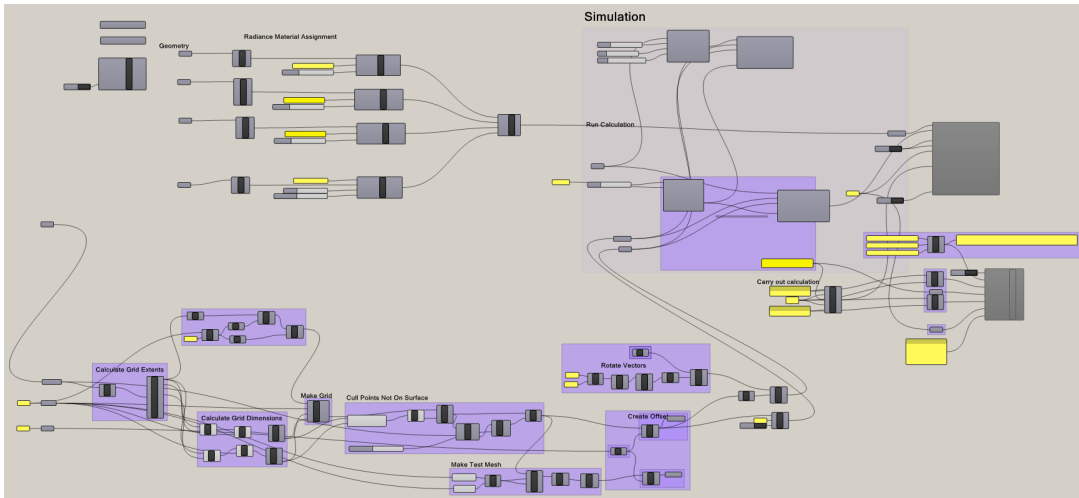 Simulation
Geometry
Radiance Material Assignment
Run Calculation
Carry out calculation
Calculate Grid Extents
Make Grid
Cull Points Not On Surface
Rotate Vectors
Calculate Grid Dimensions
Create Offset
Make Test Mesh